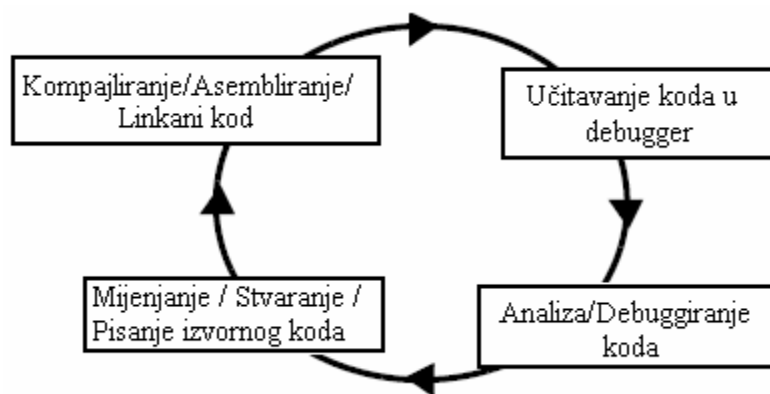 Kompajliranje/Asembliranje/
Linkani kod
Učitavanje koda u
debugger
Mijenjanje / Stvaranje /
Pisanje izvornog koda
Analiza/Debuggiranje
koda